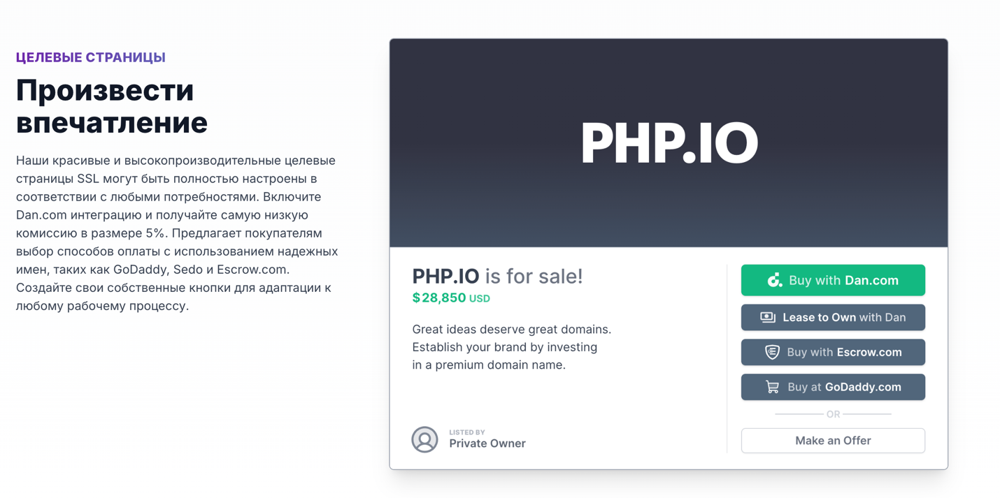 ЦЕЛЕВЫЕ СТРАНИЦЫ
Произвести
впечатление
Наши красивые и высокопроизводительные целевые
страницы SSL могут быть полностью настроены в
соответствии с любыми потребностями. Включите
Dan.com интеграцию и получайте самую низкую
комиссию в размере 5%. Предлагает покупателям
выбор способов оплаты с использованием надежных
имен, таких как GoDaddy, Sedo и Escrow.com.
Создайте свои собственные кнопки для адаптации к
любому рабочему процессу.
PHP.IO
PHP.IO is for sale!
$28,850 USD
Great ideas deserve great domains.
Establish your brand by investing
in a premium domain name.
LISTED BY
Private Owner
Buy with Dan.com
Lease to Own with Dan
Buy with Escrow.com
Buy at GoDaddy.com
OR
Make an Offer